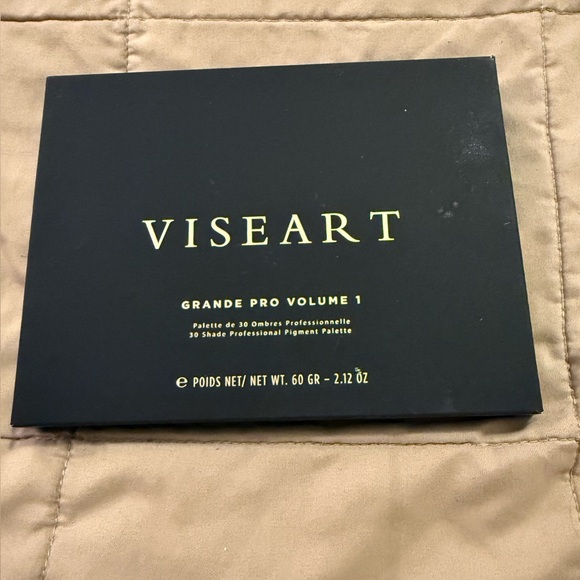 VISEART
GRANDE PRO VOLUME 1
Palette de 30 Ombres Professionnelle
30 Shade Professional Pigment Palette
℮ POIDS NET/ NET WT. 60 GR – 2.12 OZ